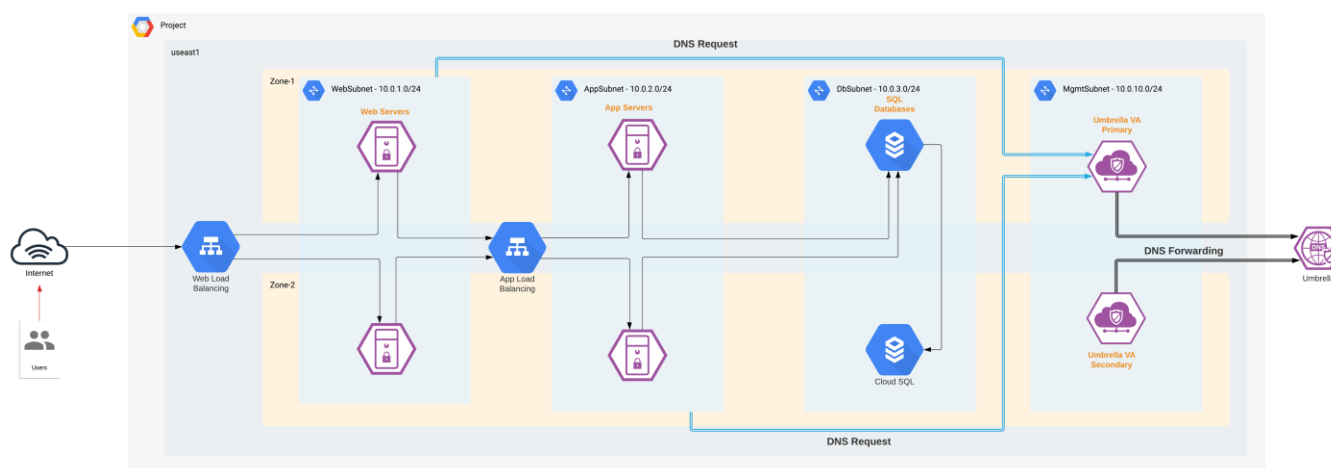 Project
useast1
DNS Request
Zone-1
WebSubnet - 10.0.1.0/24
AppSubnet - 10.0.2.0/24
DbSubnet - 10.0.3.0/24
MgmtSubnet - 10.0.10.0/24
Web Servers
App Servers
SQL
Databases
Umbrella VA
Primary
Internet
Web Load
Balancing
App Load
Balancing
DNS Forwarding
DNS
Umbrella
Zone-2
Users
Cloud SQL
Umbrella VA
Secondary
DNS Request